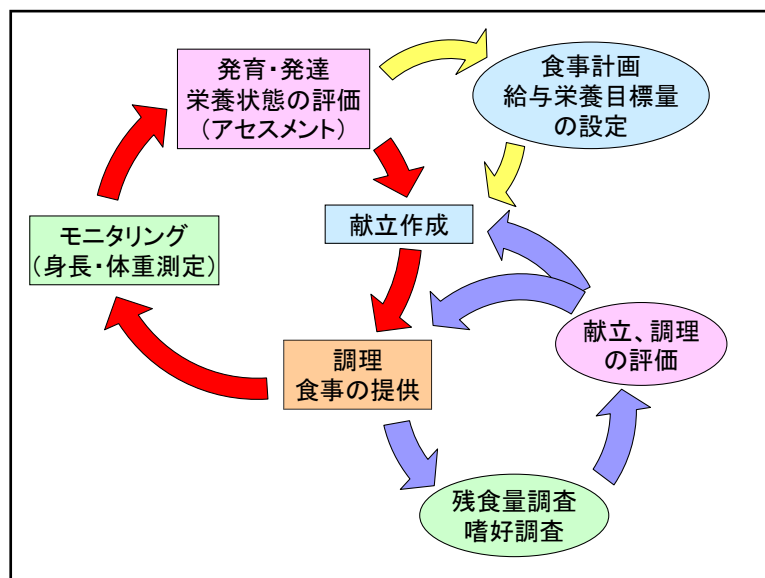 発育・発達
栄養状態の評価
（アセスメント）
食事計画
給与栄養目標量
の設定
献立作成
モニタリング
（身長・体重測定）
献立、調理
の評価
調理
食事の提供
残食量調査
嗜好調査